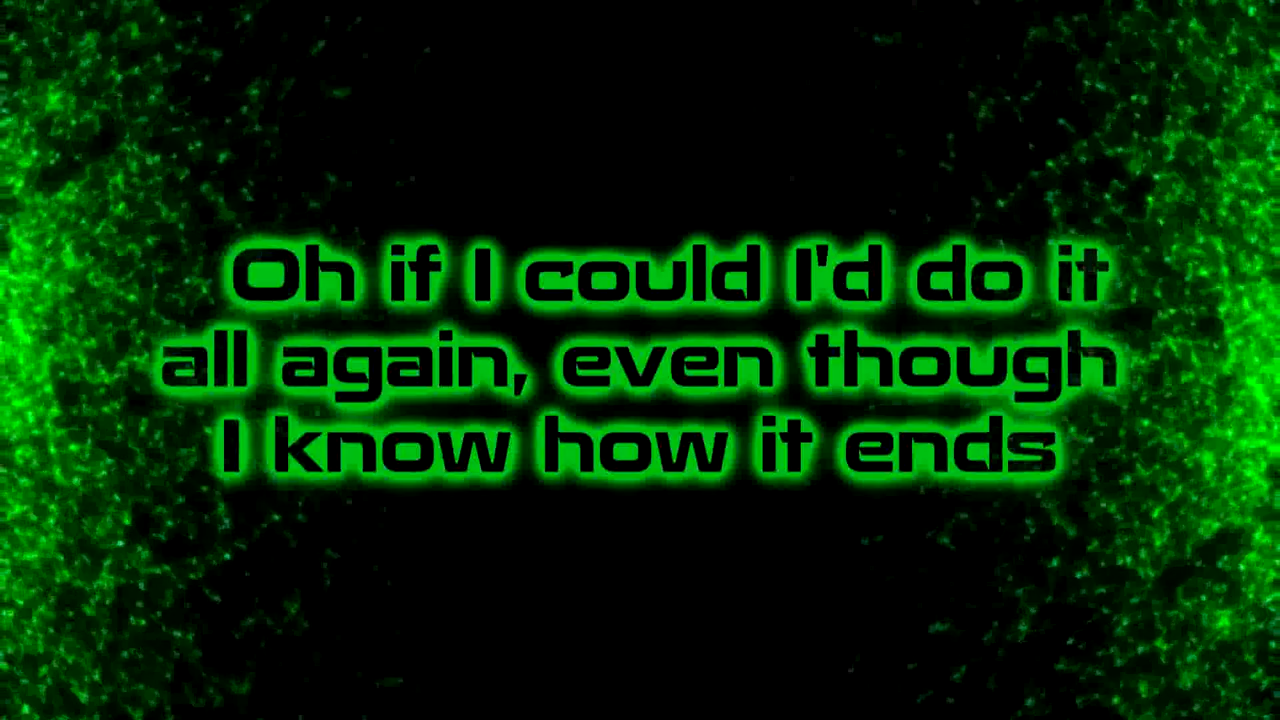 Oh if I could I'd do it
all again, even though
I know how it ends